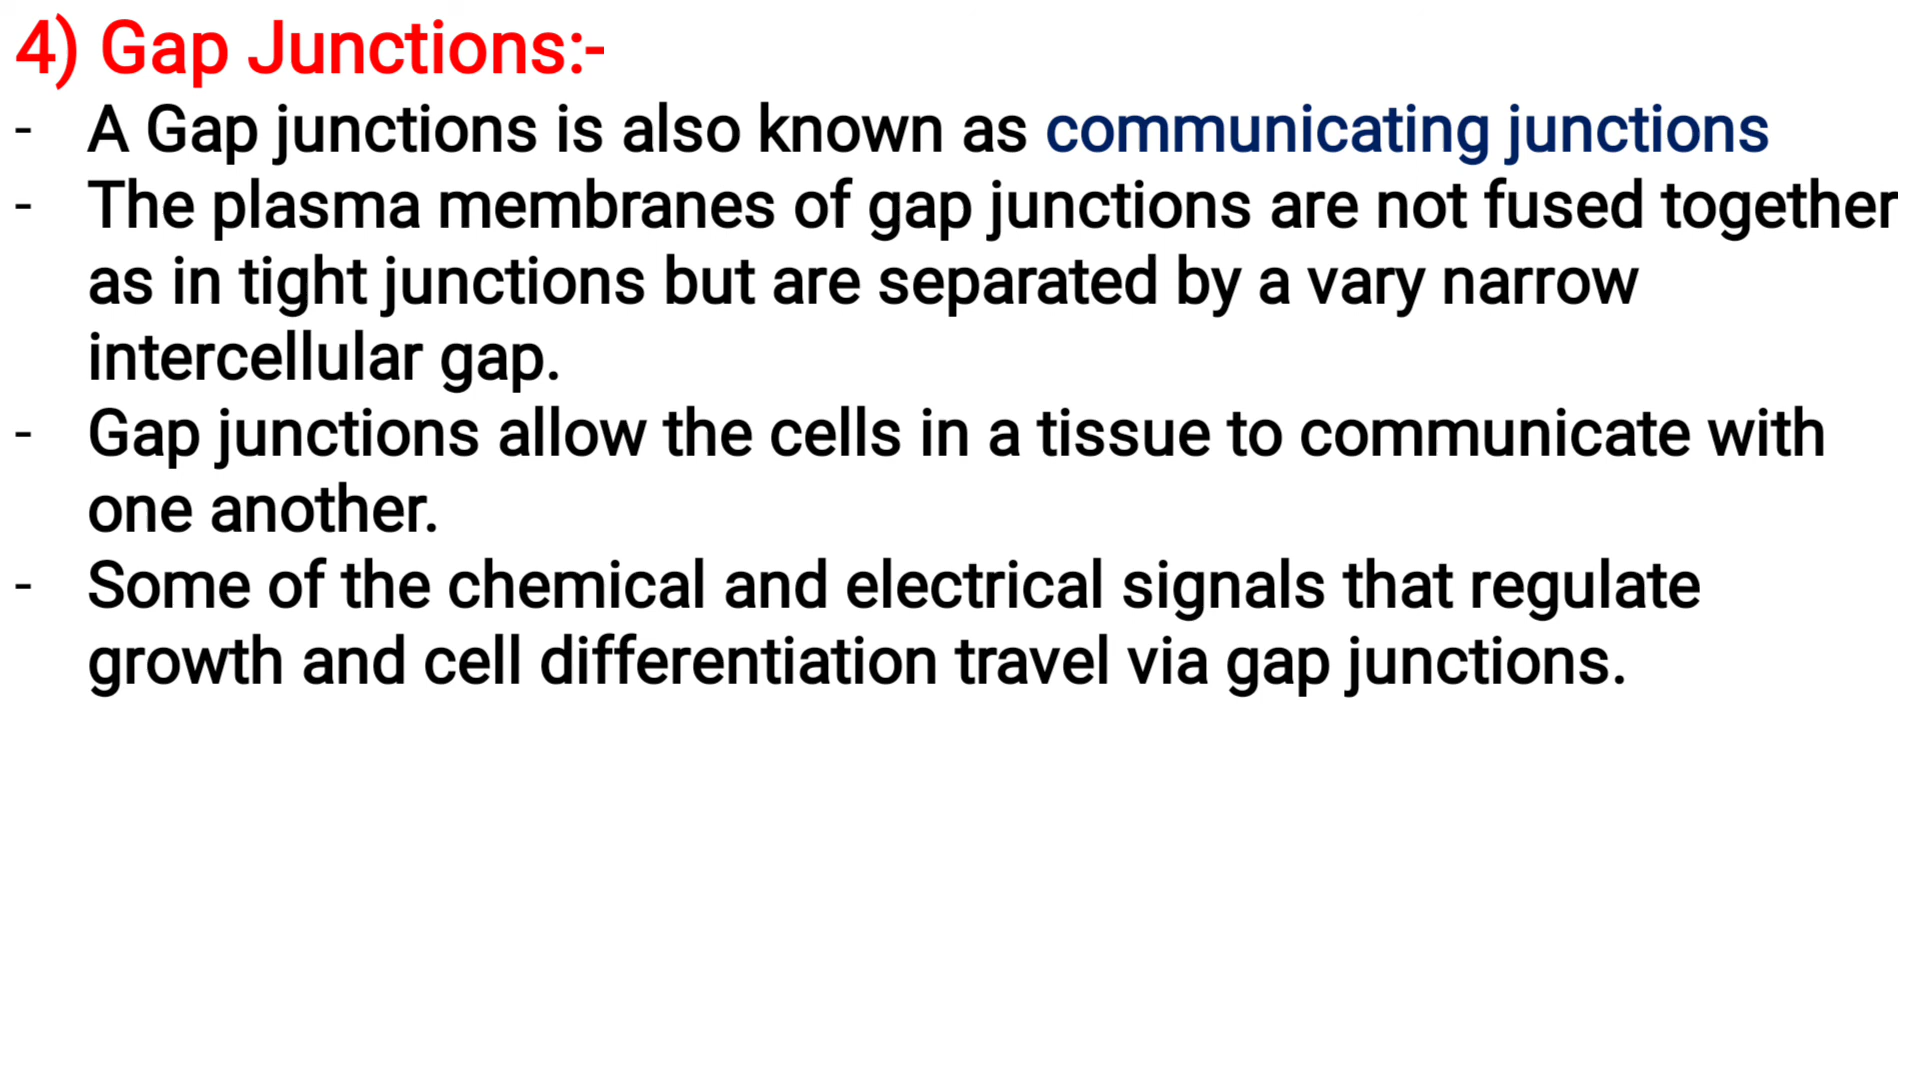 4) Gap Junctions:-
- A Gap junctions is also known as communicating junctions
- The plasma membranes of gap junctions are not fused together
as in tight junctions but are separated by a vary narrow
intercellular gap.
- Gap junctions allow the cells in a tissue to communicate with
one another.
- Some of the chemical and electrical signals that regulate
growth and cell differentiation travel via gap junctions.